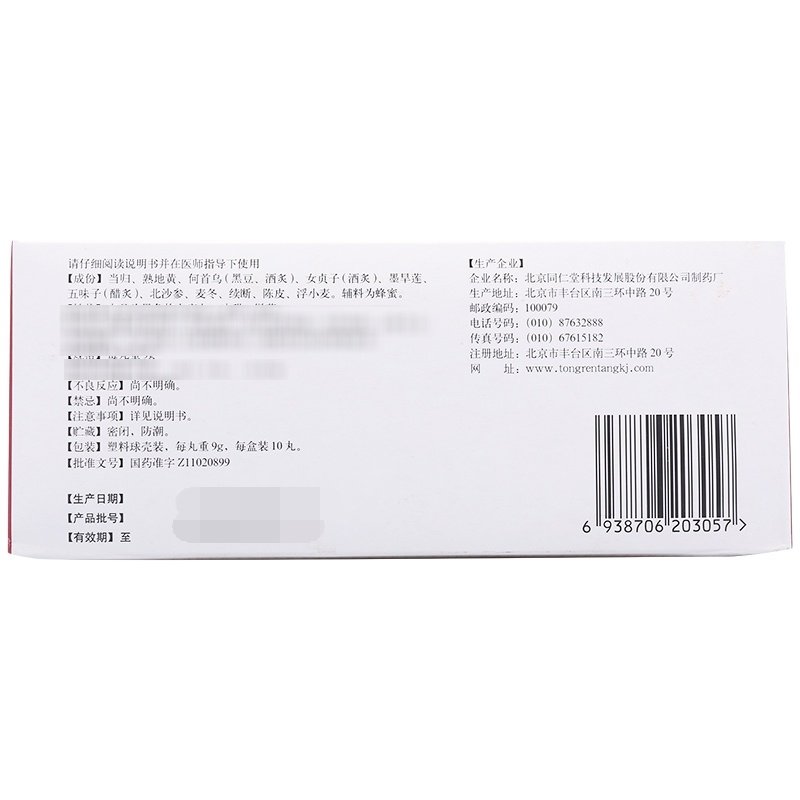 请仔细阅读说明书并在医师指导下使用
【成份】当归、熟地黄、何首乌(黑豆、酒炙)、女贞子(酒炙)、墨旱莲、
五味子(醋炙)、北沙参、麦冬、续断、陈皮、浮小麦。辅料为蜂蜜。
【不良反应】尚不明确。
【禁忌】尚不明确。
【注意事项】详见说明书。
【贮藏】密闭，防潮。
【包装】塑料球壳装，每丸重9g，每盒装10丸。
【批准文号】国药准字Z11020899
【生产日期】
【产品批号】
【有效期】至
【生产企业】
企业名称：北京同仁堂科技发展股份有限公司制药厂
生产地址：北京市丰台区南三环中路20号
邮政编码：100079
电话号码：(010) 87632888
传真号码：(010) 67615182
注册地址：北京市丰台区南三环中路20号
网 址：www.tongrentangkj.com
6 938706 203057 >